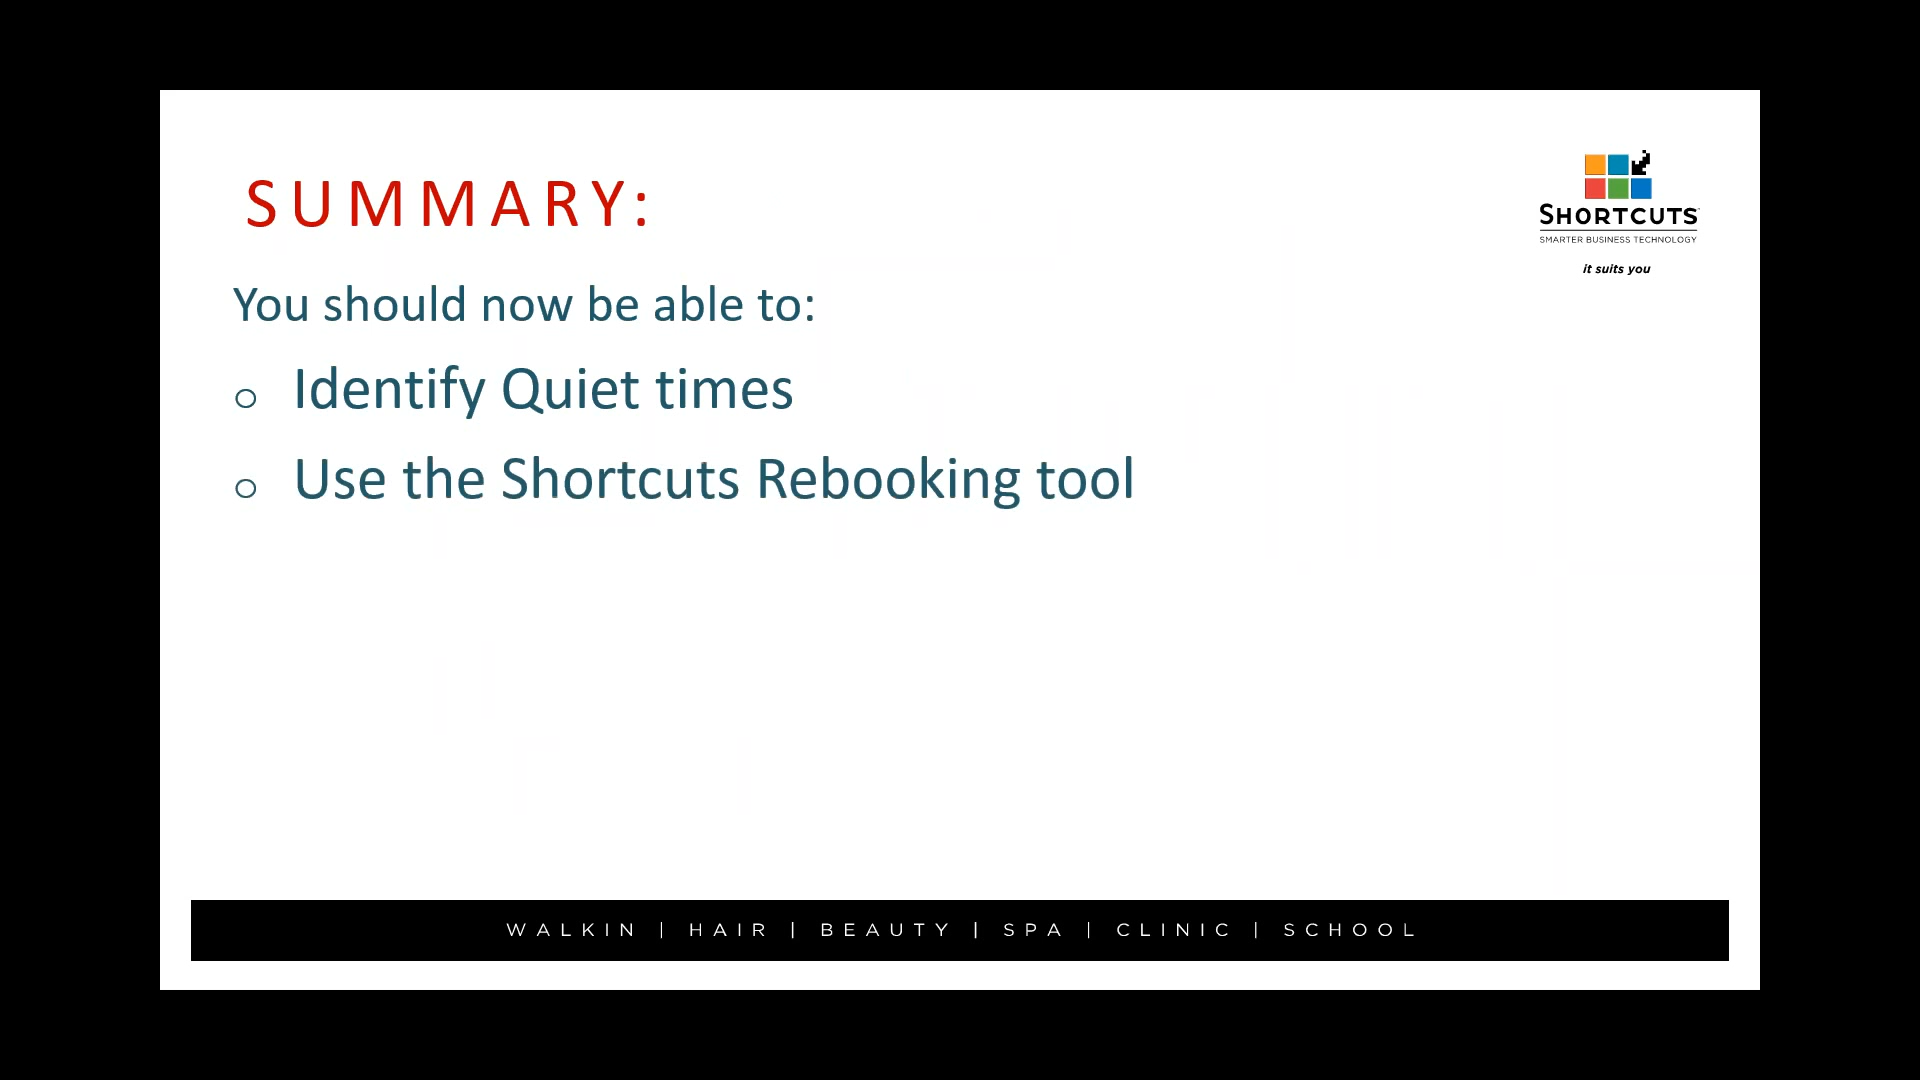 SUMMARY:
SHORTCUTS
SMARTER BUSINESS TECHNOLOGY
it suits you
You should now be able to:
o Identify Quiet times
o Use the Shortcuts Rebooking tool
WALKIN | HAIR | BEAUTY | SPA | CLINIC | SCHOOL